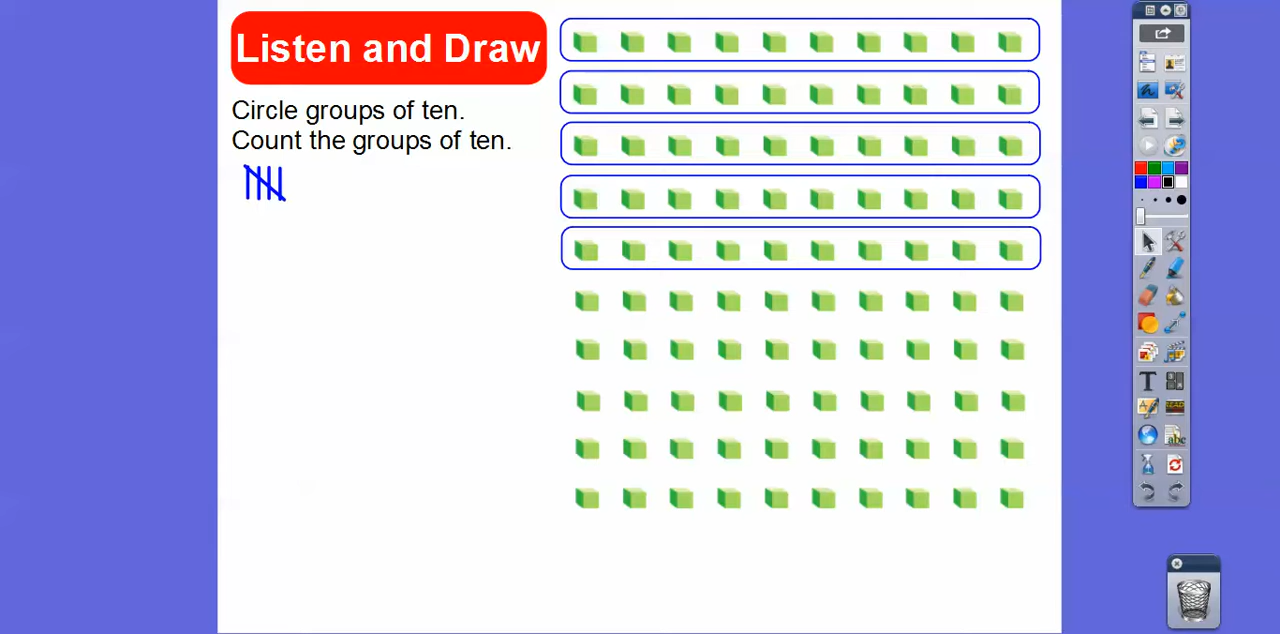 Listen and Draw
Circle groups of ten.
Count the groups of ten.